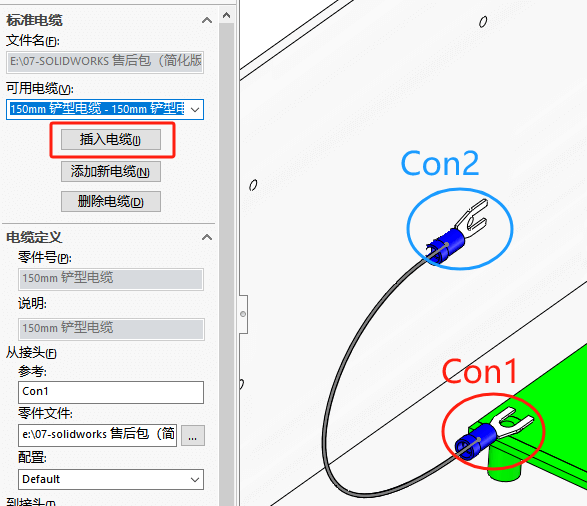 标准电缆
文件名(F):
E:\07-SOLIDWORKS 售后包（简化版
可用电缆(V):
150mm 铲型电缆 - 150mm 铲型电
插入电缆(I)
添加新电缆(N)
删除电缆(D)
电缆定义
零件号(P):
150mm 铲型电缆
说明:
150mm 铲型电缆
从接头(F)
参考:
Con1
零件文件:
e:\07-solidworks 售后包（简
...
配置:
Default
到接头(T)
Con2
Con1